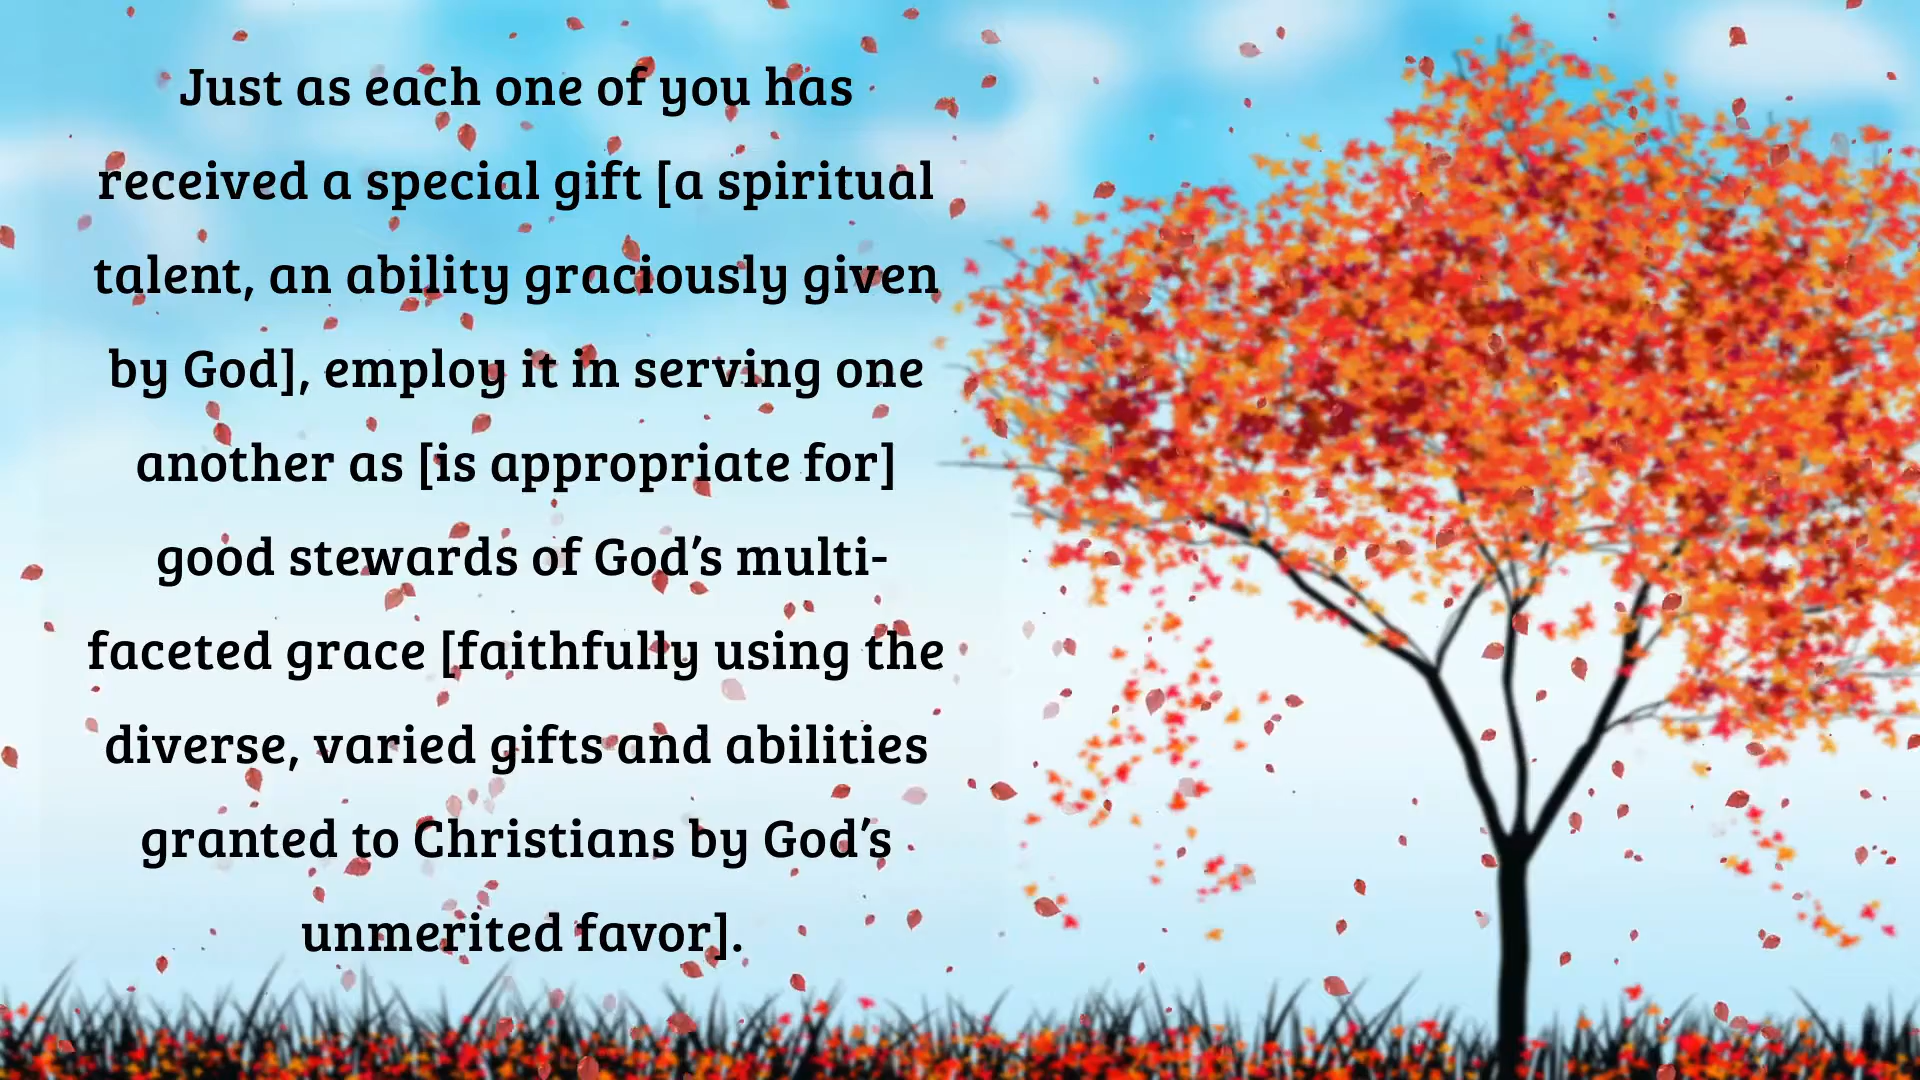 Just as each one of you has
received a special gift [a spiritual
talent, an ability graciously given
by God], employ it in serving one
another as [is appropriate for]
good stewards of God’s multi-
faceted grace [faithfully using the
diverse, varied gifts and abilities
granted to Christians by God’s
unmerited favor].